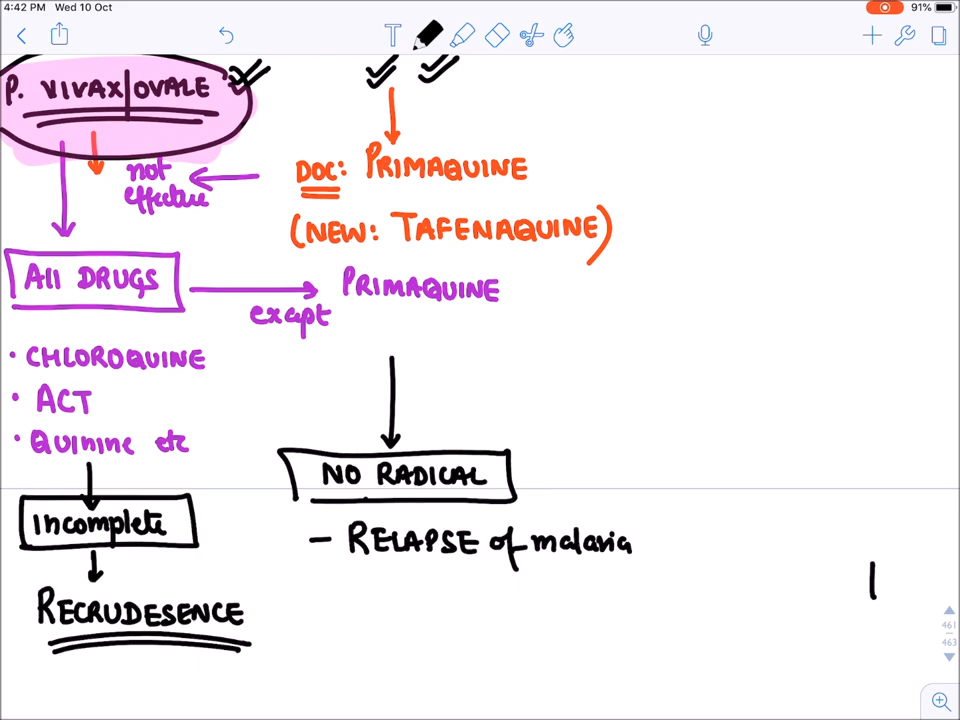 4:42 PM Wed 10 Oct
91%
T
P. VIVAX|OVALE
not effective
DOC: PRIMAQUINE
(NEW: TAFENAQUINE)
All DRUGS
except
PRIMAQUINE
• CHLOROQUINE
• ACT
• Quinine etc
Incomplete
RECRUDESENCE
NO RADICAL
- RELAPSE of malaria
461
463